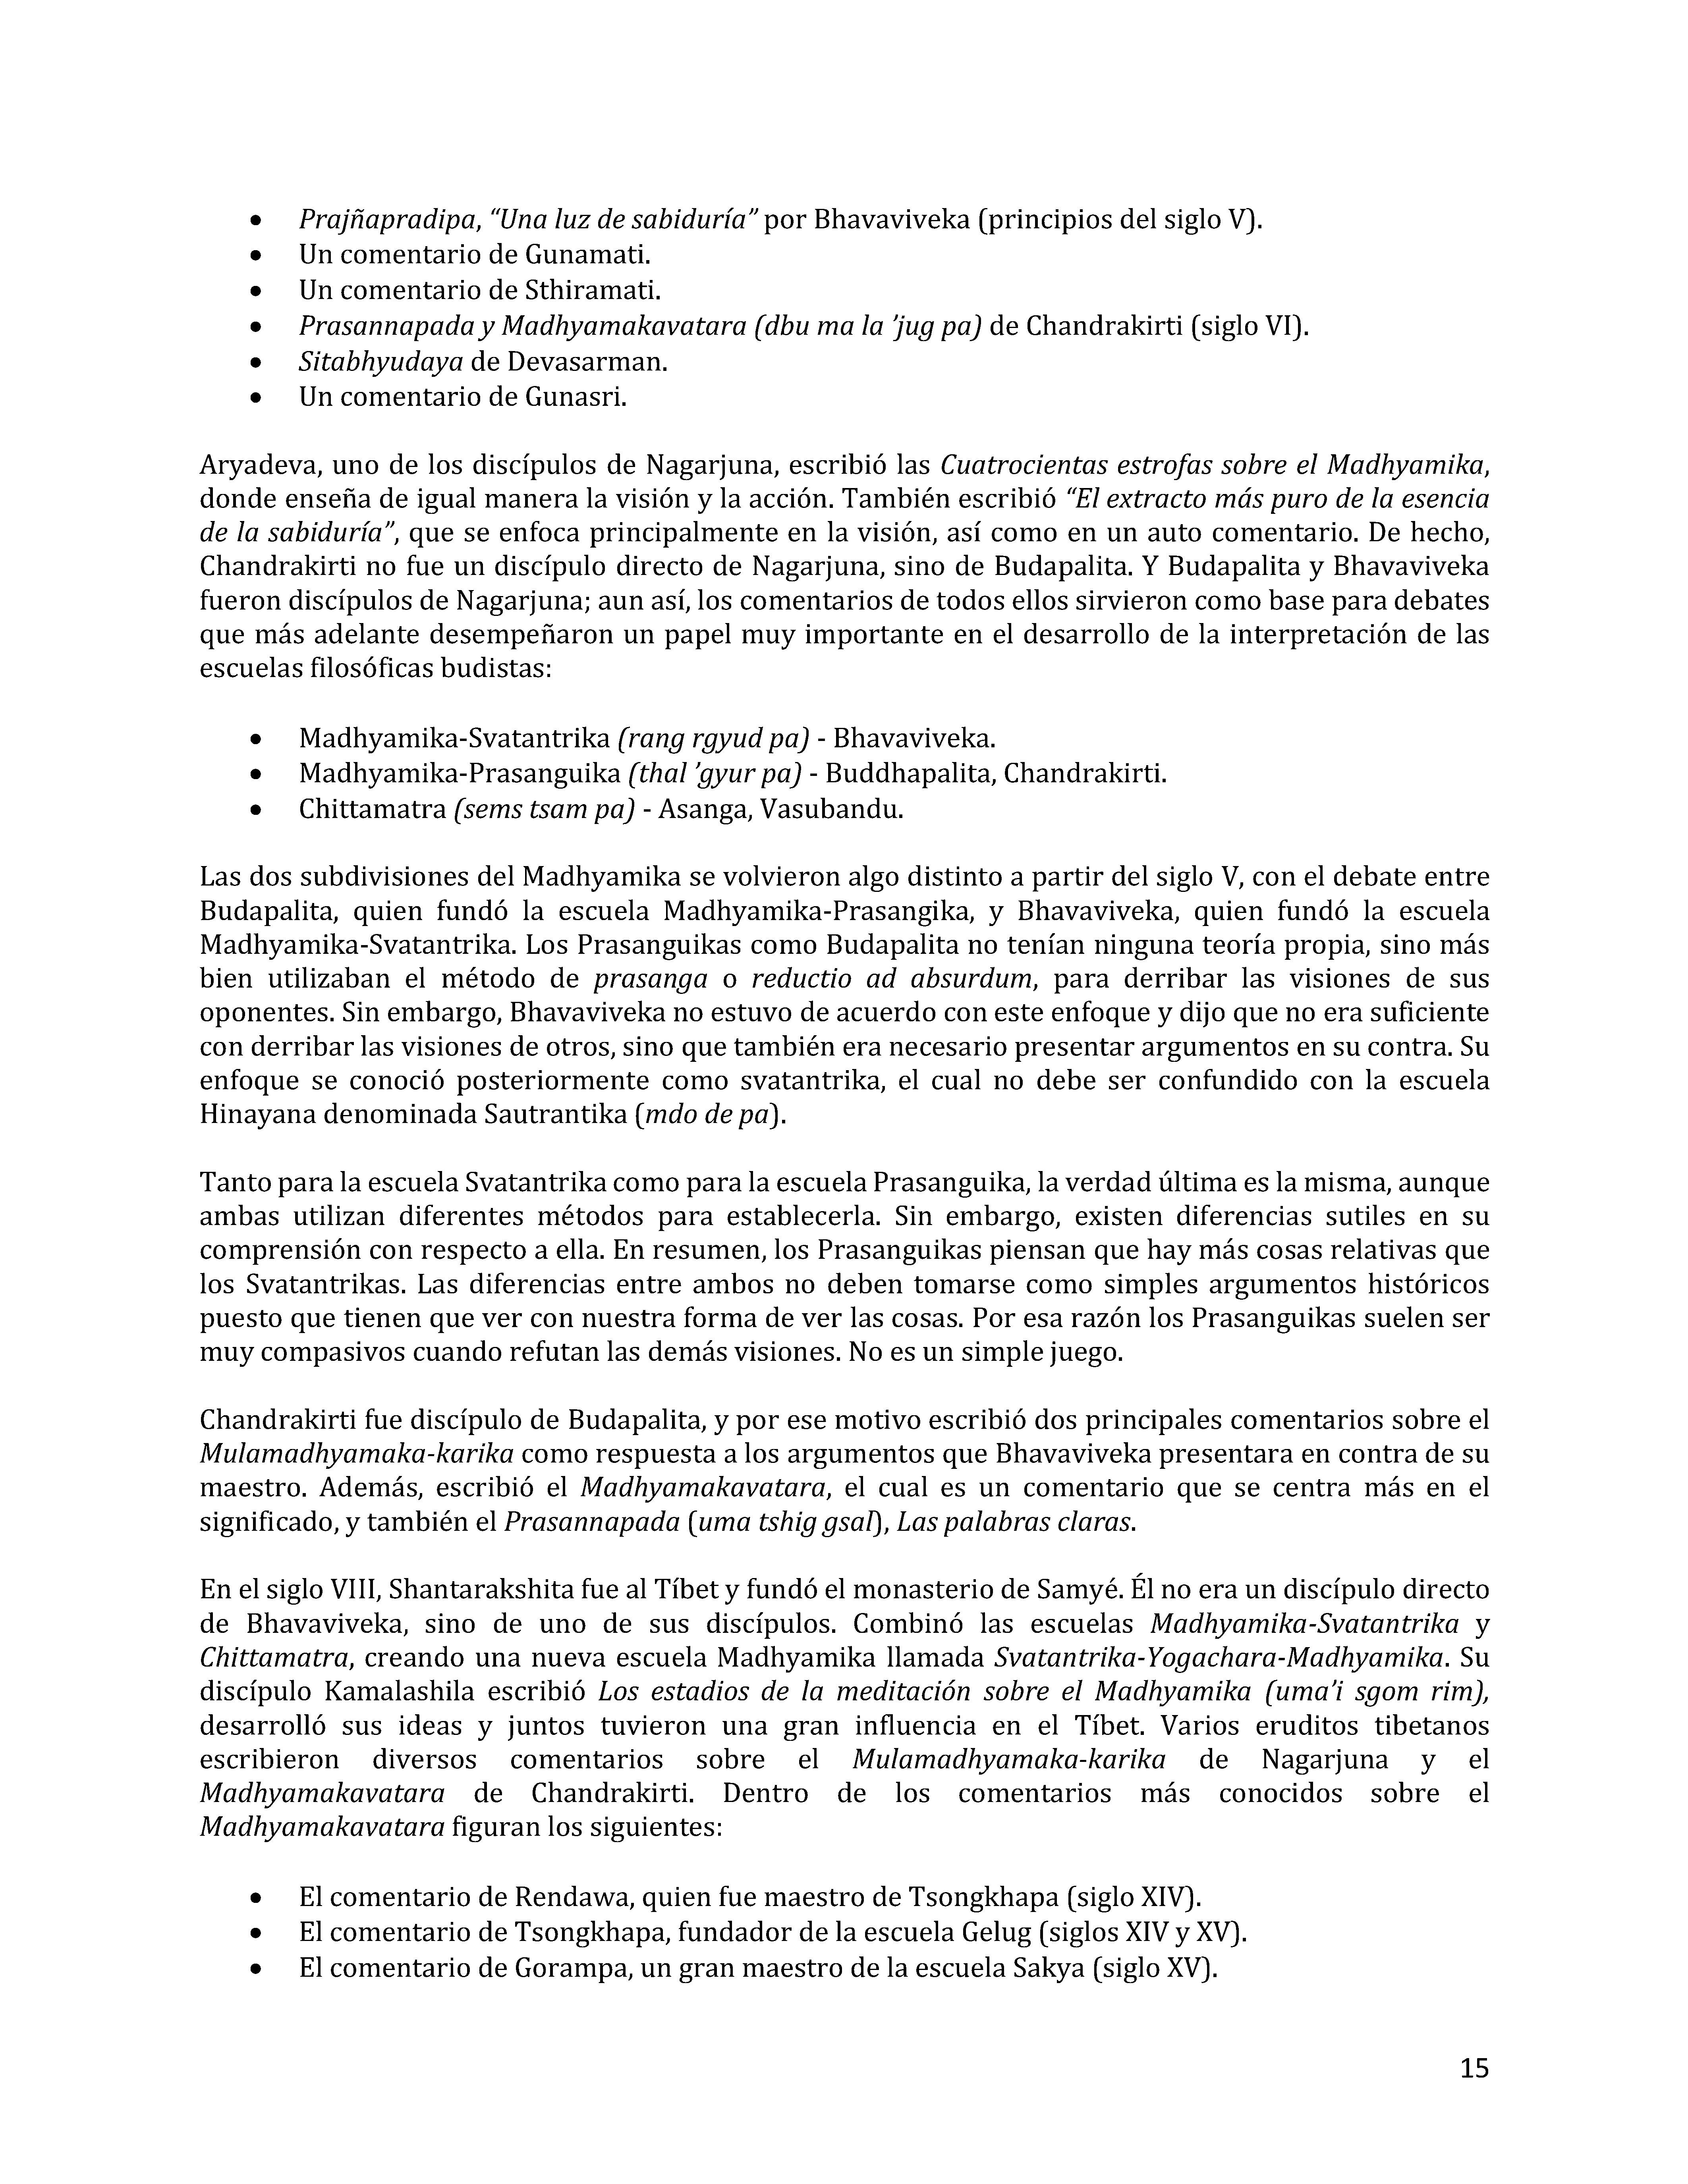 • Prajñapradipa, “Una luz de sabiduría” por Bhavaviveka (principios del siglo V).
• Un comentario de Gunamati.
• Un comentario de Sthiramati.
• Prasannapada y Madhyamakavatara (dbu ma la ’jug pa) de Chandrakirti (siglo VI).
• Sitabhyudaya de Devasarman.
• Un comentario de Gunasri.
Aryadeva, uno de los discípulos de Nagarjuna, escribió las Cuatrocientas estrofas sobre el Madhyamika,
donde enseña de igual manera la visión y la acción. También escribió “El extracto más puro de la esencia
de la sabiduría”, que se enfoca principalmente en la visión, así como en un auto comentario. De hecho,
Chandrakirti no fue un discípulo directo de Nagarjuna, sino de Budapalita. Y Budapalita y Bhavaviveka
fueron discípulos de Nagarjuna; aun así, los comentarios de todos ellos sirvieron como base para debates
que más adelante desempeñaron un papel muy importante en el desarrollo de la interpretación de las
escuelas filosóficas budistas:
• Madhyamika-Svatantrika (rang rgyud pa) - Bhavaviveka.
• Madhyamika-Prasanguika (thal ’gyur pa) - Buddhapalita, Chandrakirti.
• Chittamatra (sems tsam pa) - Asanga, Vasubandu.
Las dos subdivisiones del Madhyamika se volvieron algo distinto a partir del siglo V, con el debate entre
Budapalita, quien fundó la escuela Madhyamika-Prasangika, y Bhavaviveka, quien fundó la escuela
Madhyamika-Svatantrika. Los Prasanguikas como Budapalita no tenían ninguna teoría propia, sino más
bien utilizaban el método de prasanga o reductio ad absurdum, para derribar las visiones de sus
oponentes. Sin embargo, Bhavaviveka no estuvo de acuerdo con este enfoque y dijo que no era suficiente
con derribar las visiones de otros, sino que también era necesario presentar argumentos en su contra. Su
enfoque se conoció posteriormente como svatantrika, el cual no debe ser confundido con la escuela
Hinayana denominada Sautrantika (mdo de pa).
Tanto para la escuela Svatantrika como para la escuela Prasanguika, la verdad última es la misma, aunque
ambas utilizan diferentes métodos para establecerla. Sin embargo, existen diferencias sutiles en su
comprensión con respecto a ella. En resumen, los Prasanguikas piensan que hay más cosas relativas que
los Svatantrikas. Las diferencias entre ambos no deben tomarse como simples argumentos históricos
puesto que tienen que ver con nuestra forma de ver las cosas. Por esa razón los Prasanguikas suelen ser
muy compasivos cuando refutan las demás visiones. No es un simple juego.
Chandrakirti fue discípulo de Budapalita, y por ese motivo escribió dos principales comentarios sobre el
Mulamadhyamaka-karika como respuesta a los argumentos que Bhavaviveka presentara en contra de su
maestro. Además, escribió el Madhyamakavatara, el cual es un comentario que se centra más en el
significado, y también el Prasannapada (uma tshig gsal), Las palabras claras.
En el siglo VIII, Shantarakshita fue al Tíbet y fundó el monasterio de Samyé. Él no era un discípulo directo
de Bhavaviveka, sino de uno de sus discípulos. Combinó las escuelas Madhyamika-Svatantrika y
Chittamatra, creando una nueva escuela Madhyamika llamada Svatantrika-Yogachara-Madhyamika. Su
discípulo Kamalashila escribió Los estadios de la meditación sobre el Madhyamika (uma’i sgom rim),
desarrolló sus ideas y juntos tuvieron una gran influencia en el Tíbet. Varios eruditos tibetanos
escribieron diversos comentarios sobre el Mulamadhyamaka-karika de Nagarjuna y el
Madhyamakavatara de Chandrakirti. Dentro de los comentarios más conocidos sobre el
Madhyamakavatara figuran los siguientes:
• El comentario de Rendawa, quien fue maestro de Tsongkhapa (siglo XIV).
• El comentario de Tsongkhapa, fundador de la escuela Gelug (siglos XIV y XV).
• El comentario de Gorampa, un gran maestro de la escuela Sakya (siglo XV).
15